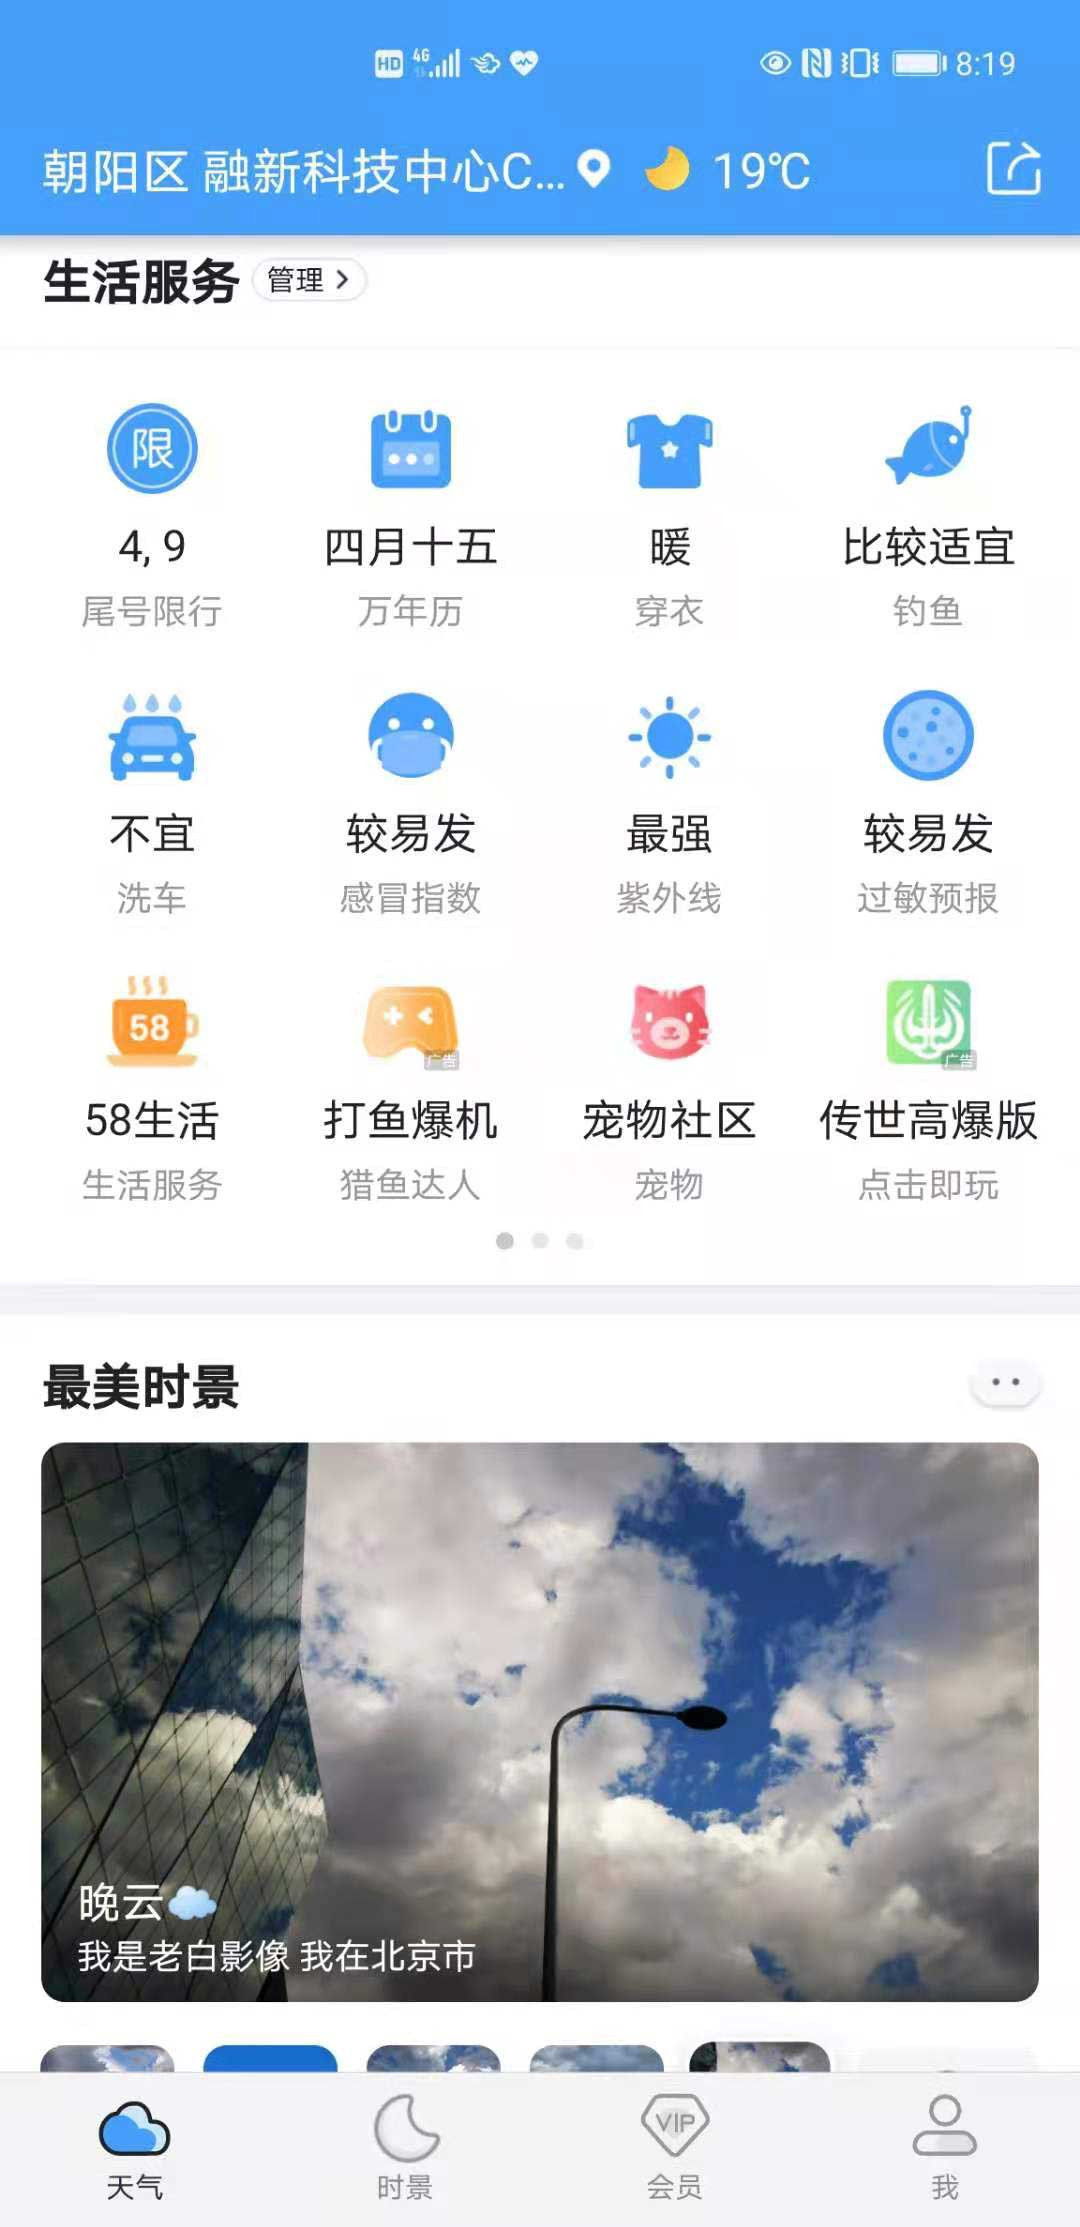 HD 4G 8:19
朝阳区 融新科技中心C... 19℃
生活服务 管理 >
限
4, 9 四月十五 暖 比较适宜
尾号限行 万年历 穿衣 钓鱼
不宜 较易发 最强 较易发
洗车 感冒指数 紫外线 过敏预报
58 广告 广告
58生活 打鱼爆机 宠物社区 传世高爆版
生活服务 猎鱼达人 宠物 点击即玩
最美时景
晚云
我是老白影像 我在北京市
VIP
天气 时景 会员 我